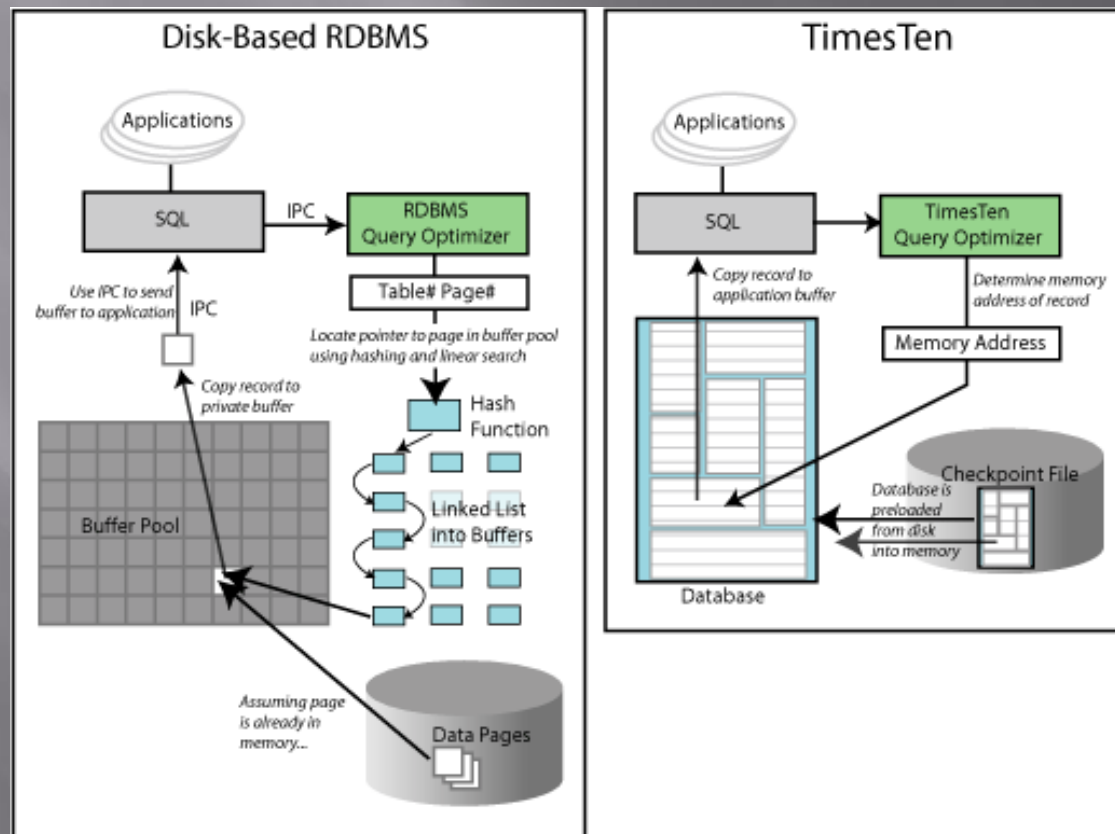 Disk-Based RDBMS
Applications
SQL
IPC
RDBMS
Query Optimizer
Table# Page#
Use IPC to send
buffer to application
IPC
Locate pointer to page in buffer pool
using hashing and linear search
Copy record to
private buffer
Hash
Function
Buffer Pool
Linked List
into Buffers
Assuming page
is already in
memory...
Data Pages
TimesTen
Applications
SQL
TimesTen
Query Optimizer
Copy record to
application buffer
Determine memory
address of record
Memory Address
Checkpoint File
Database is
preloaded
from disk
into memory
Database